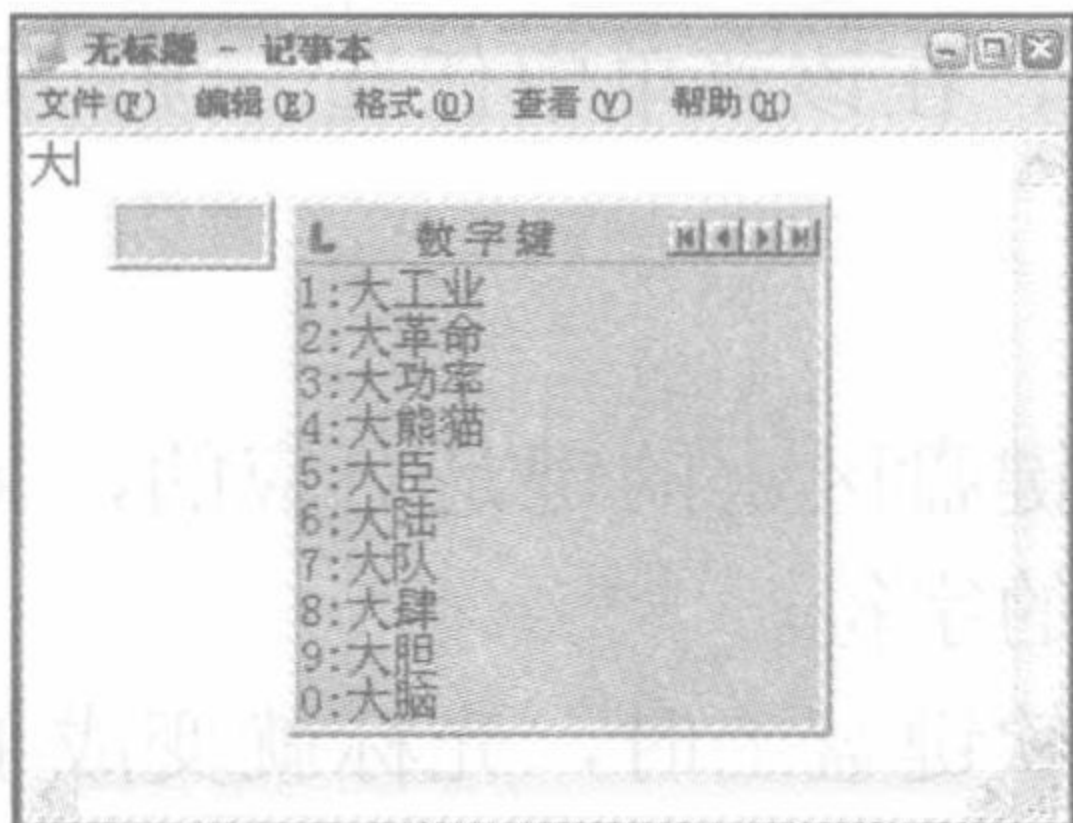 无标题 - 记事本
文件(F) 编辑(E) 格式(O) 查看(V) 帮助(H)
大
L 数字鍵
1:大工业
2:大革命
3:大功率
4:大熊猫
5:大臣
6:大陆
7:大队
8:大肆
9:大胆
0:大脑